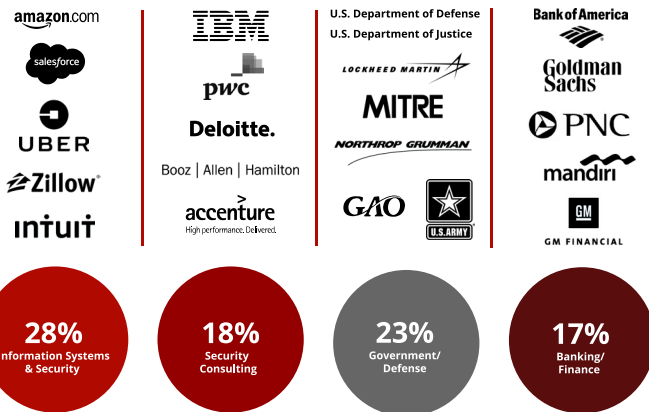 amazon.com
salesforce
UBER
Zillow
ıntuıt
IBM
pwc
Deloitte.
Booz | Allen | Hamilton
>
accenture
High performance. Delivered.
U.S. Department of Defense
U.S. Department of Justice
LOCKHEED MARTIN
MITRE
NORTHROP GRUMMAN
GAO
U.S.ARMY
Bank of America
Goldman
Sachs
PNC
mandiri
GM
GM FINANCIAL
28%
nformation Systems
& Security
18%
Security
Consulting
23%
Government/
Defense
17%
Banking/
Finance